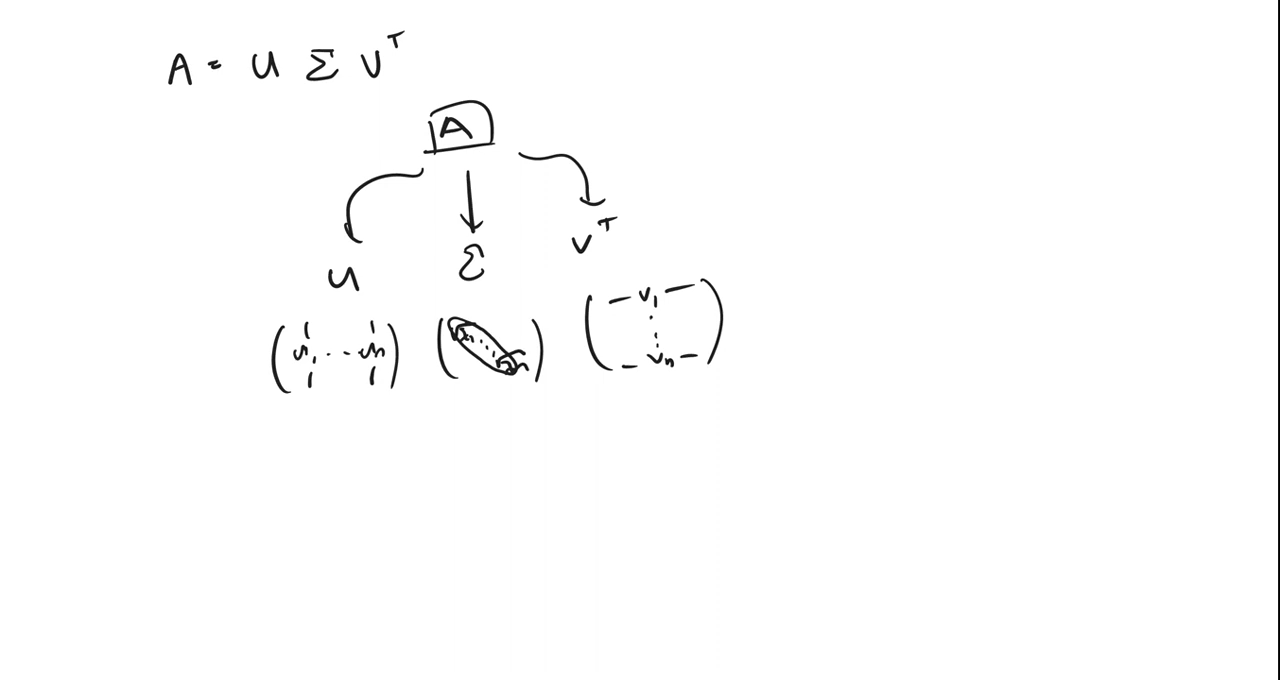 A = U Σ V^T
A
U Σ V^T
u₁ ... uₙ
v₁
⋮
vₙ